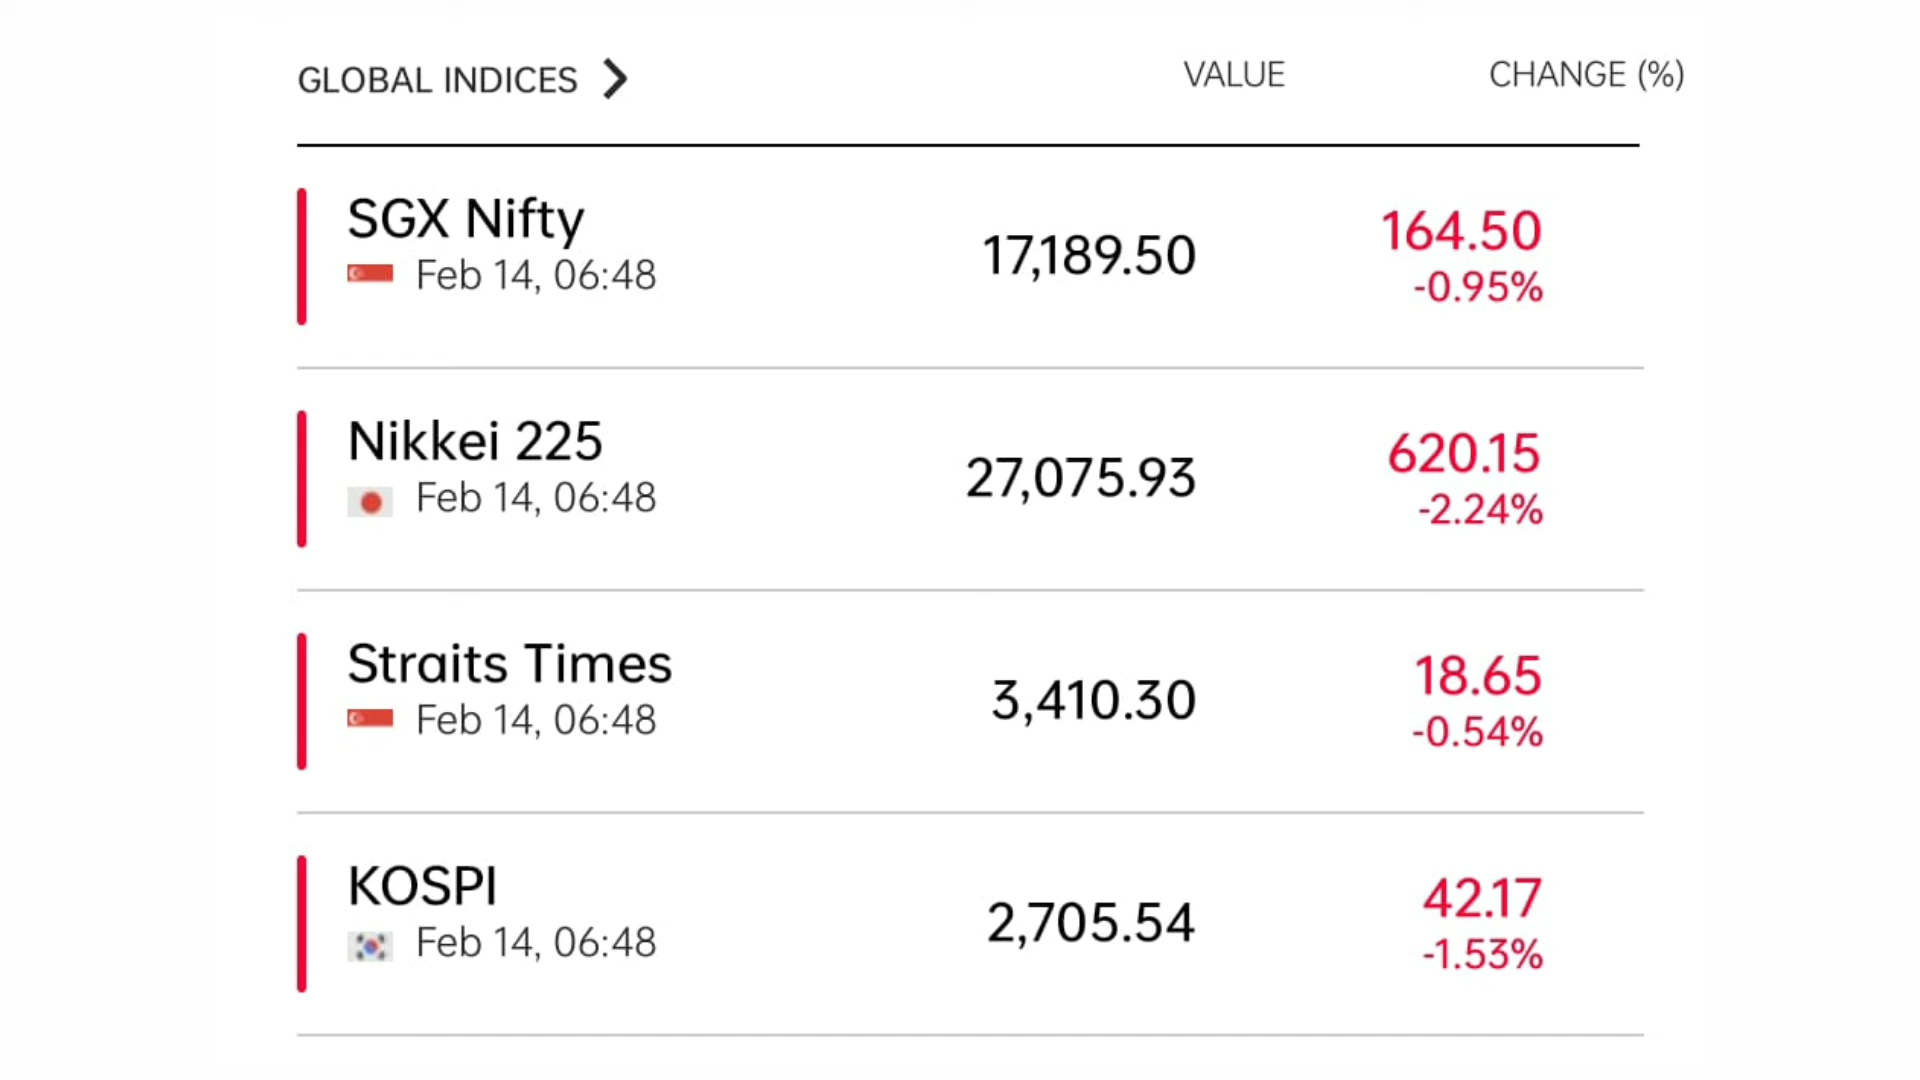 GLOBAL INDICES VALUE CHANGE (%)
SGX Nifty
Feb 14, 06:48
17,189.50
164.50
-0.95%
Nikkei 225
Feb 14, 06:48
27,075.93
620.15
-2.24%
Straits Times
Feb 14, 06:48
3,410.30
18.65
-0.54%
KOSPI
Feb 14, 06:48
2,705.54
42.17
-1.53%